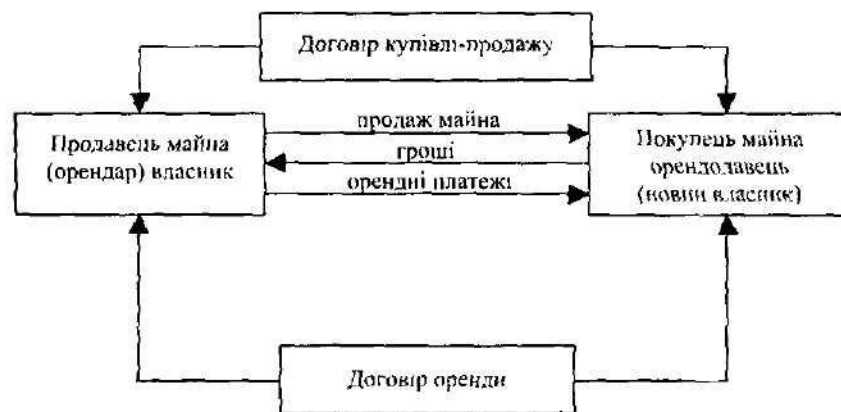 Договір купівлі-продажу
Продавець майна
(орендар) власник
продаж майна
гроші
орендні платежі
Покупець майна
орендодавець
(новий власник)
Договір оренди